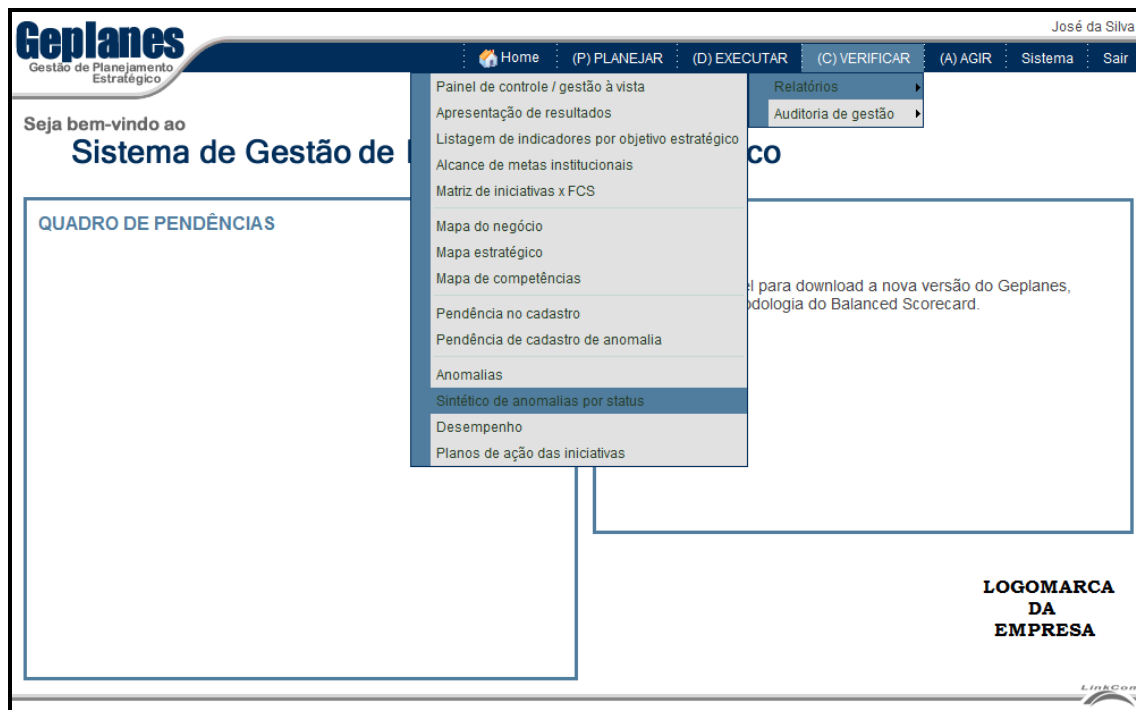 José da Silva
Geplanes
Gestão de Planejamento
Estratégico
Home (P) PLANEJAR (D) EXECUTAR (C) VERIFICAR (A) AGIR Sistema Sair
Relatórios
Auditoria de gestão
Painel de controle / gestão à vista
Apresentação de resultados
Listagem de indicadores por objetivo estratégico
Alcance de metas institucionais
Matriz de iniciativas x FCS
Mapa do negócio
Mapa estratégico
Mapa de competências
Pendência no cadastro
Pendência de cadastro de anomalia
Anomalias
Sintético de anomalias por status
Desempenho
Planos de ação das iniciativas
Seja bem-vindo ao
Sistema de Gestão de co
QUADRO DE PENDÊNCIAS
el para download a nova versão do Geplanes,
odologia do Balanced Scorecard.
LOGOMARCA
DA
EMPRESA
LinkCom